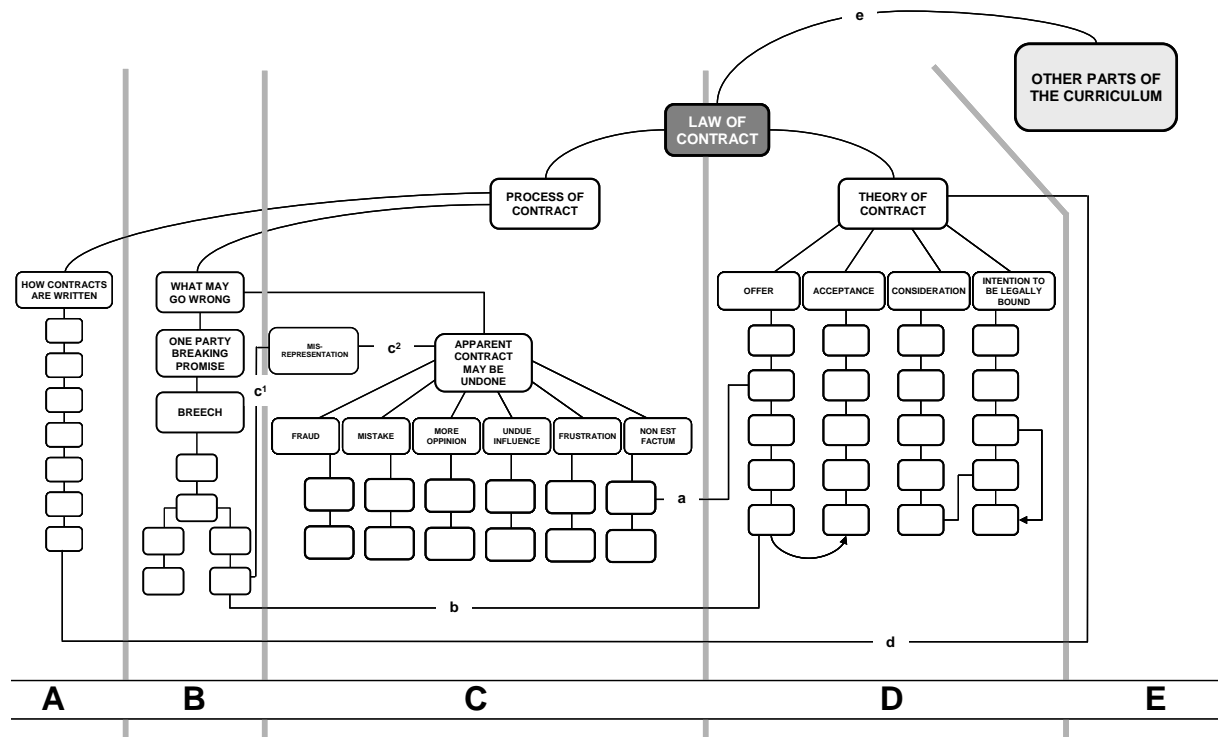 e
OTHER PARTS OF
THE CURRICULUM
LAW OF
CONTRACT
PROCESS OF
CONTRACT
THEORY OF
CONTRACT
HOW CONTRACTS
ARE WRITTEN
WHAT MAY
GO WRONG
OFFER
ACCEPTANCE
CONSIDERATION
INTENTION TO
BE LEGALLY
BOUND
ONE PARTY
BREAKING
PROMISE
MIS-
REPRESENTATION
c²
APPARENT
CONTRACT
MAY BE
UNDONE
c¹
BREECH
FRAUD
MISTAKE
MORE
OPPINION
UNDUE
INFLUENCE
FRUSTRATION
NON EST
FACTUM
a
b
d
A
B
C
D
E